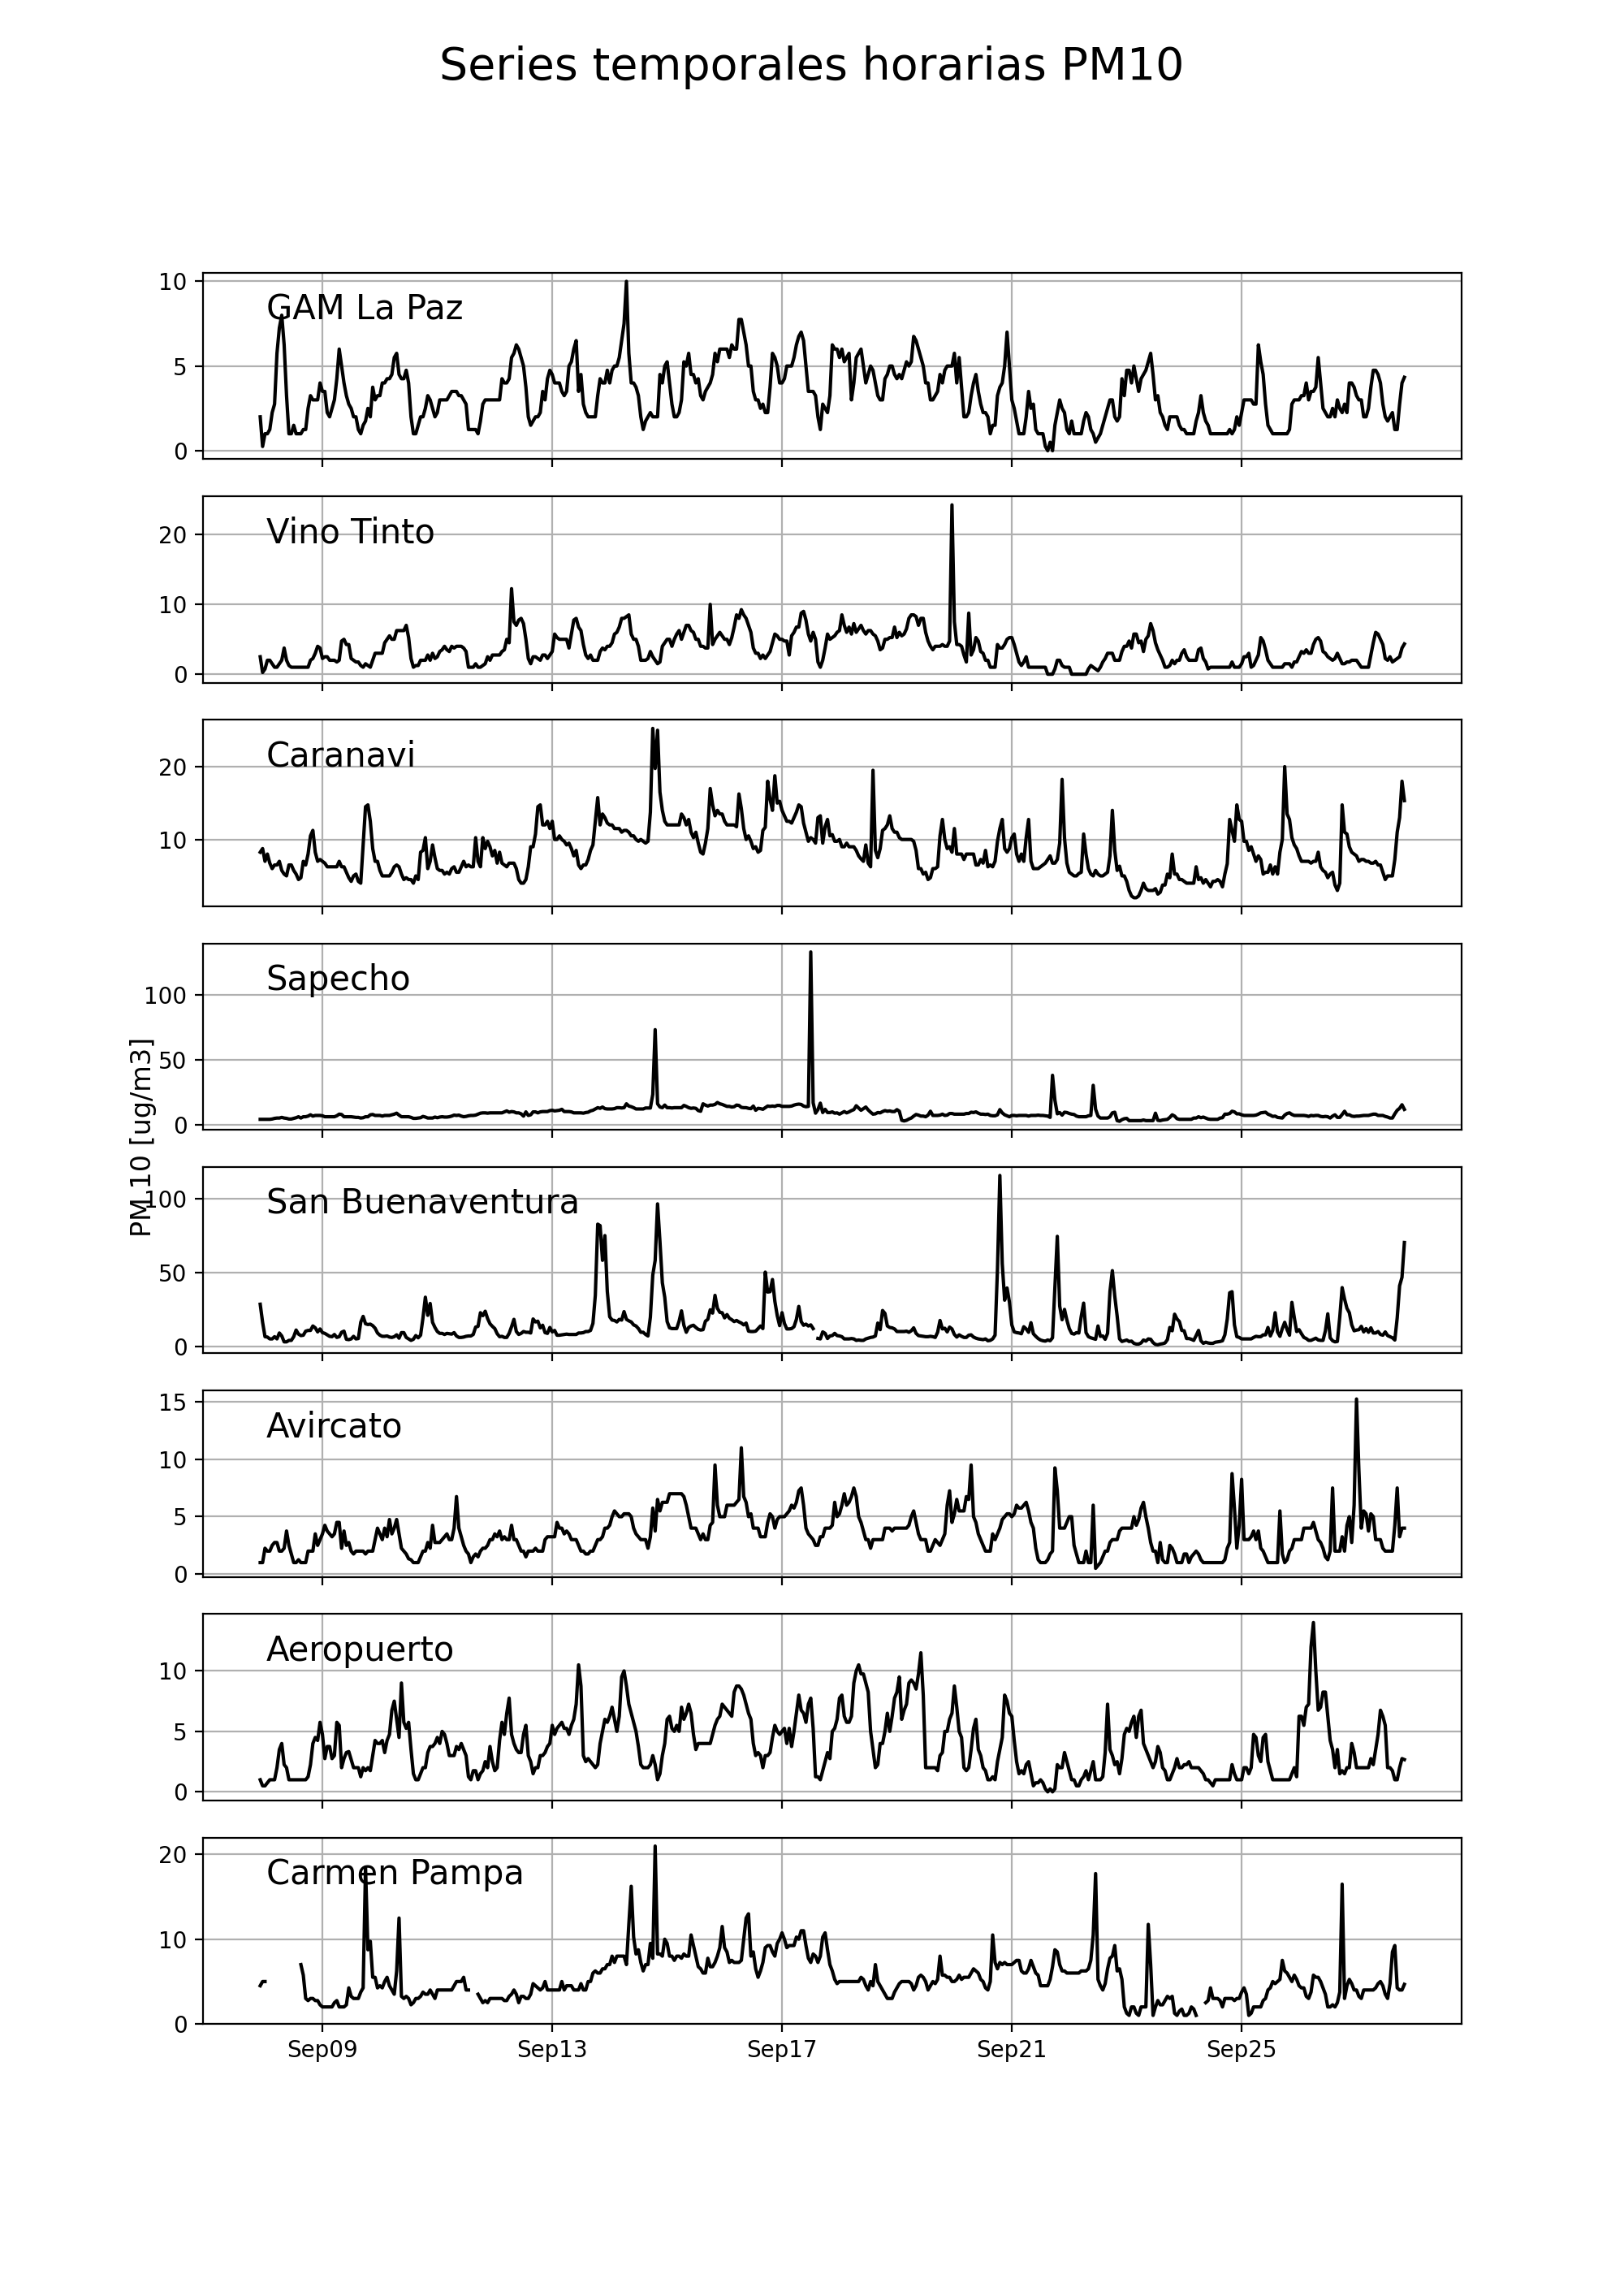 Series temporales horarias PM10
10
5
0
GAM La Paz
20
10
0
Vino Tinto
20
10
Caranavi
100
50
0
Sapecho
PM 10 [ug/m3]
100
50
0
San Buenaventura
15
10
5
0
Avircato
10
5
0
Aeropuerto
20
10
0
Carmen Pampa
Sep09 Sep13 Sep17 Sep21 Sep25